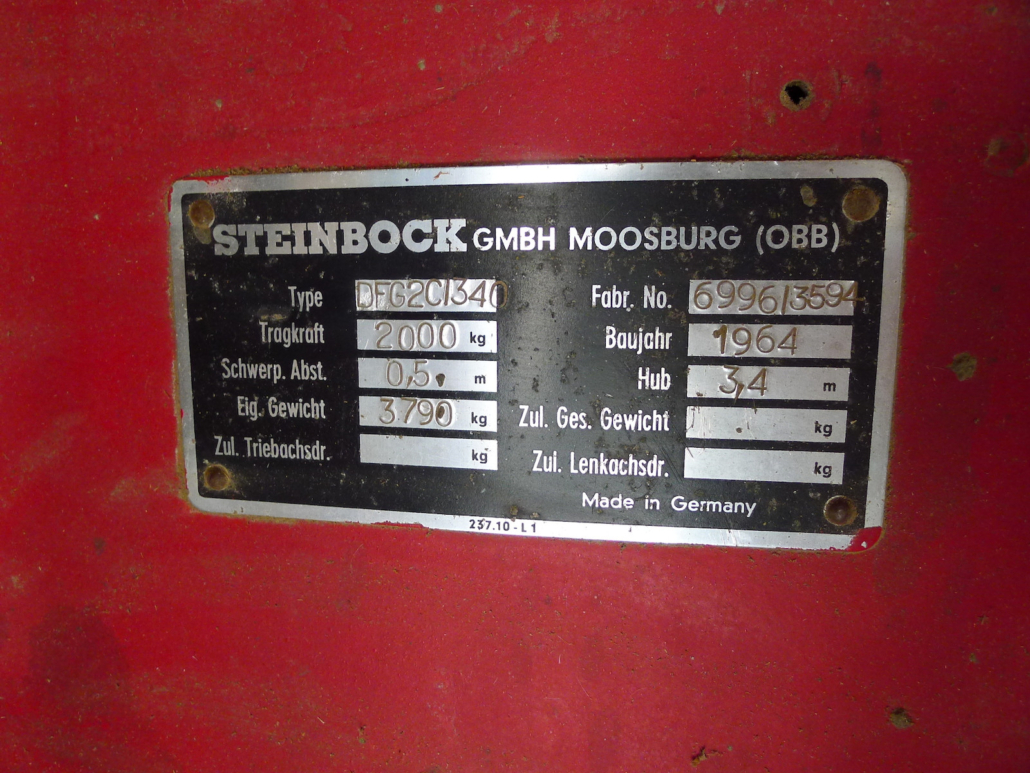 STEINBOCK GMBH MOOSBURG (OBB)
Type DFG2C/340 Fabr. No. 6996/3594
Tragkraft 2000 kg Baujahr 1964
Schwerp. Abst. 0,5 m Hub 3,4 m
Eig. Gewicht 3790 kg Zul. Ges. Gewicht kg
Zul. Triebachsdr. kg Zul. Lenkachsdr. kg
Made in Germany
237.10-L1